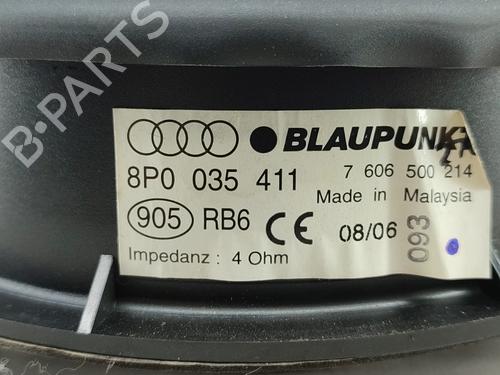 B-PARTS
BLAUPUNKT
8P0 035 411 7 606 500 214
Made in Malaysia
905 RB6 CE 08/06 093
Impedanz : 4 Ohm